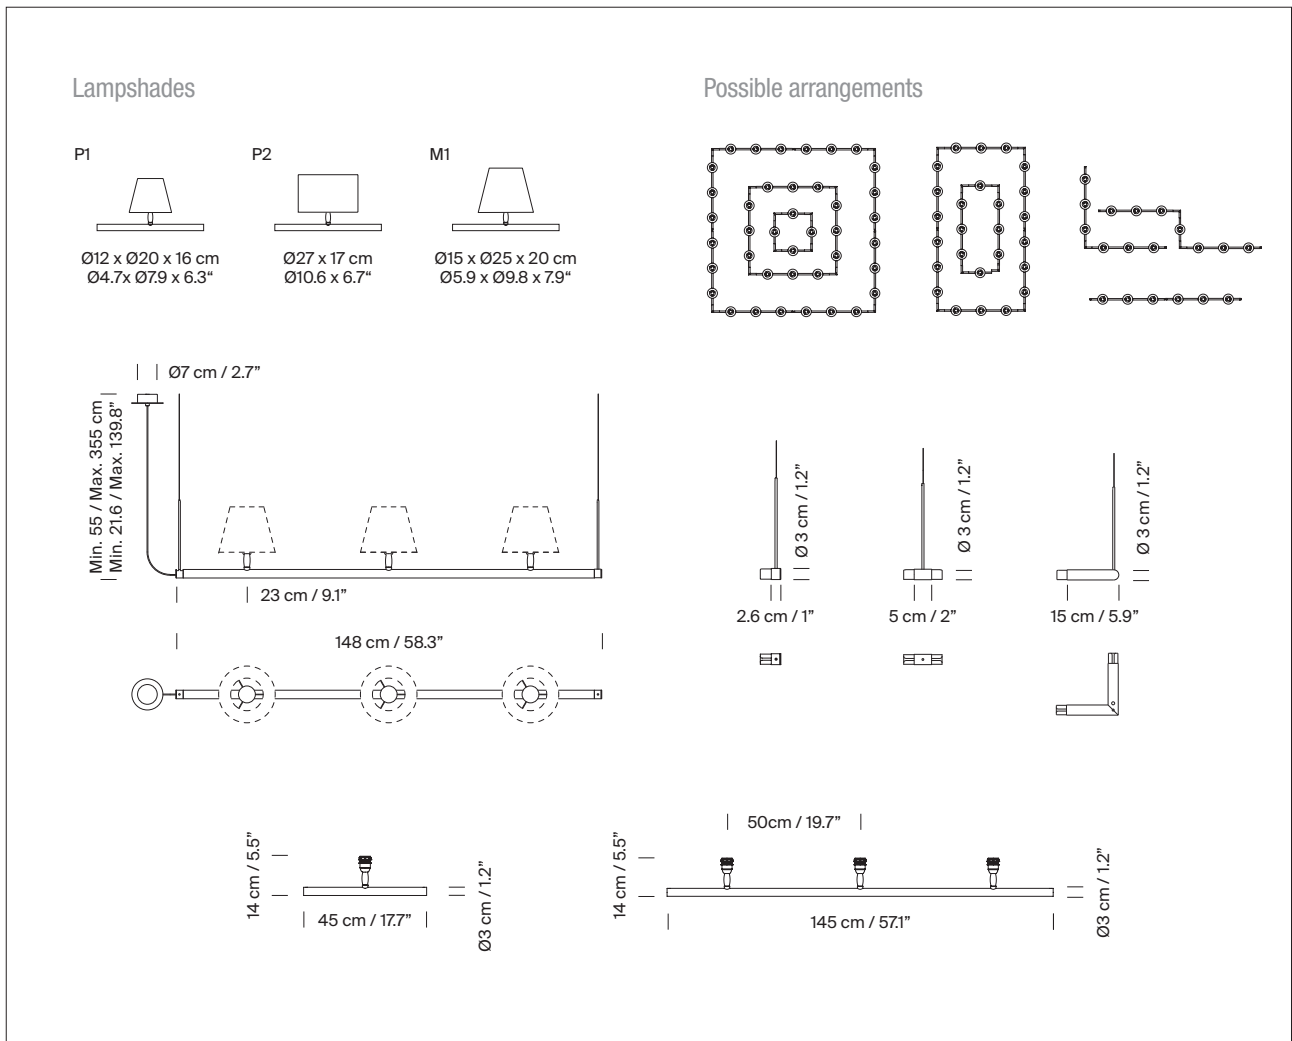 Lampshades
P1
P2
M1
Ø12 x Ø20 x 16 cm
Ø4.7x Ø7.9 x 6.3“
Ø27 x 17 cm
Ø10.6 x 6.7“
Ø15 x Ø25 x 20 cm
Ø5.9 x Ø9.8 x 7.9“
Possible arrangements
Ø7 cm / 2.7”
Min. 55 / Max. 355 cm
Min. 21.6 / Max. 139.8”
23 cm / 9.1”
148 cm / 58.3”
Ø 3 cm / 1.2”
2.6 cm / 1”
Ø 3 cm / 1.2”
5 cm / 2”
Ø 3 cm / 1.2”
15 cm / 5.9”
14 cm / 5.5”
45 cm / 17.7”
Ø3 cm / 1.2”
50cm / 19.7”
14 cm / 5.5”
145 cm / 57.1”
Ø3 cm / 1.2”